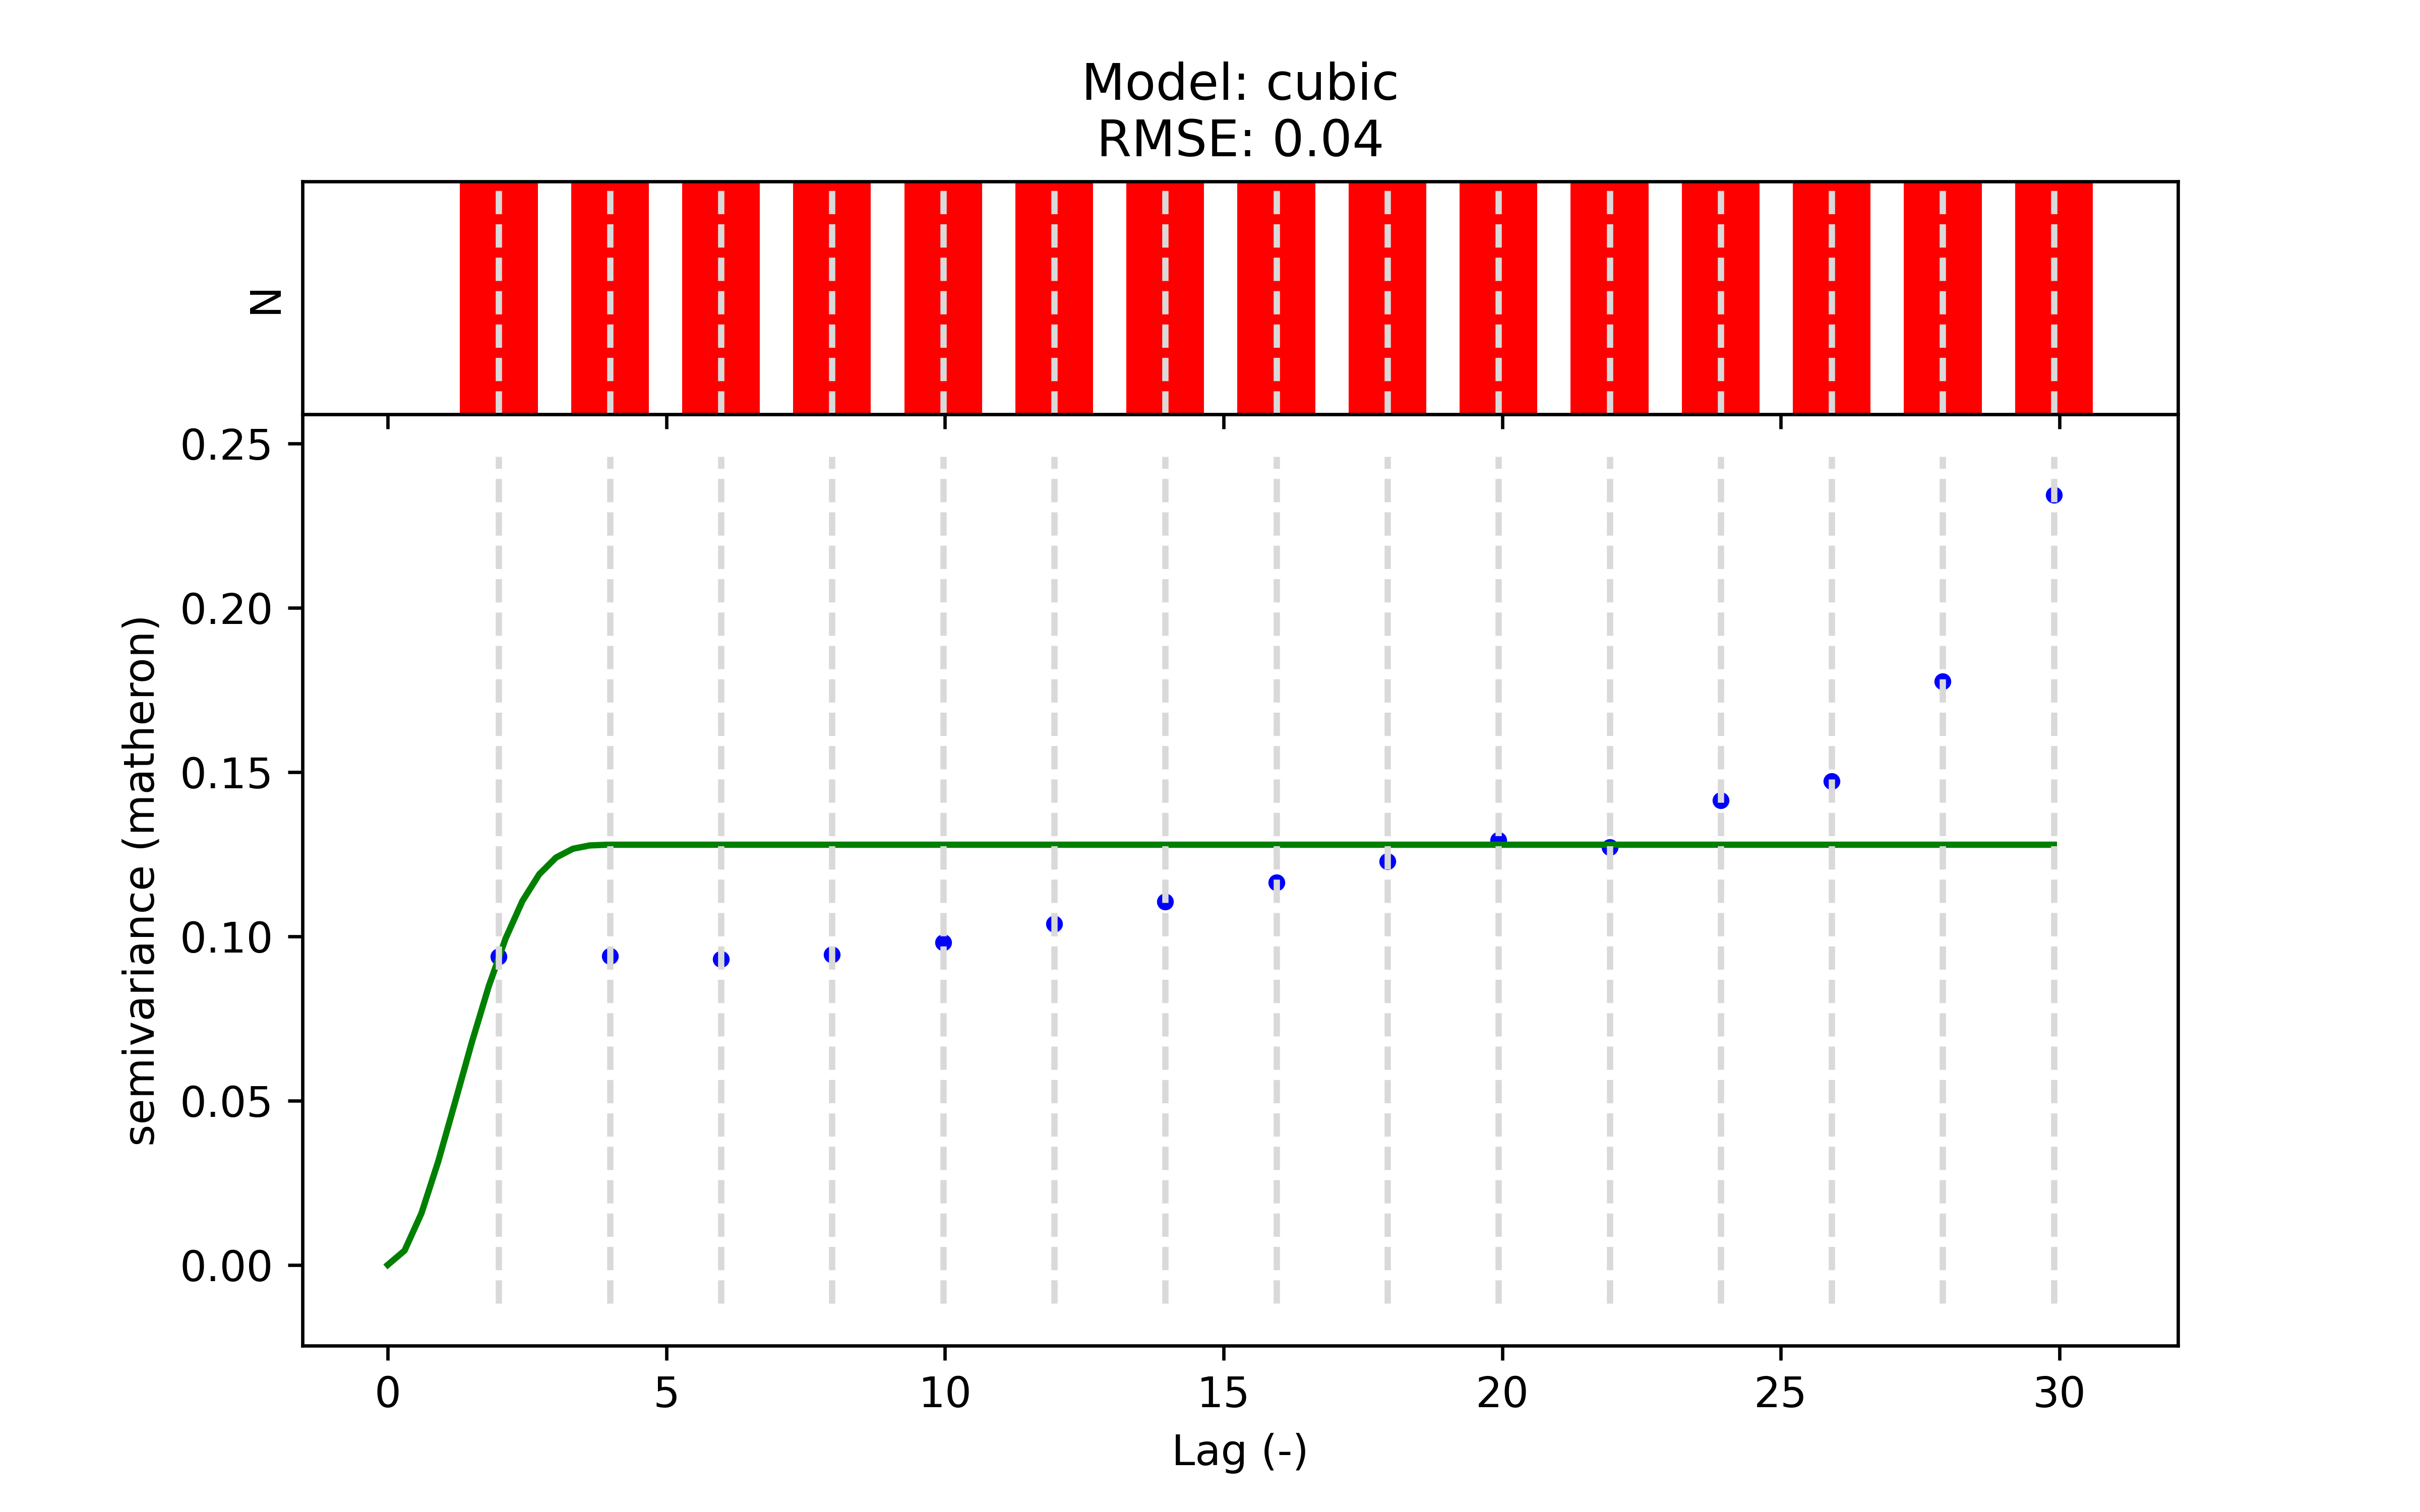 Model: cubic
RMSE: 0.04
N
0.25
0.20
0.15
0.10
0.05
0.00
semivariance (matheron)
0 5 10 15 20 25 30
Lag (-)